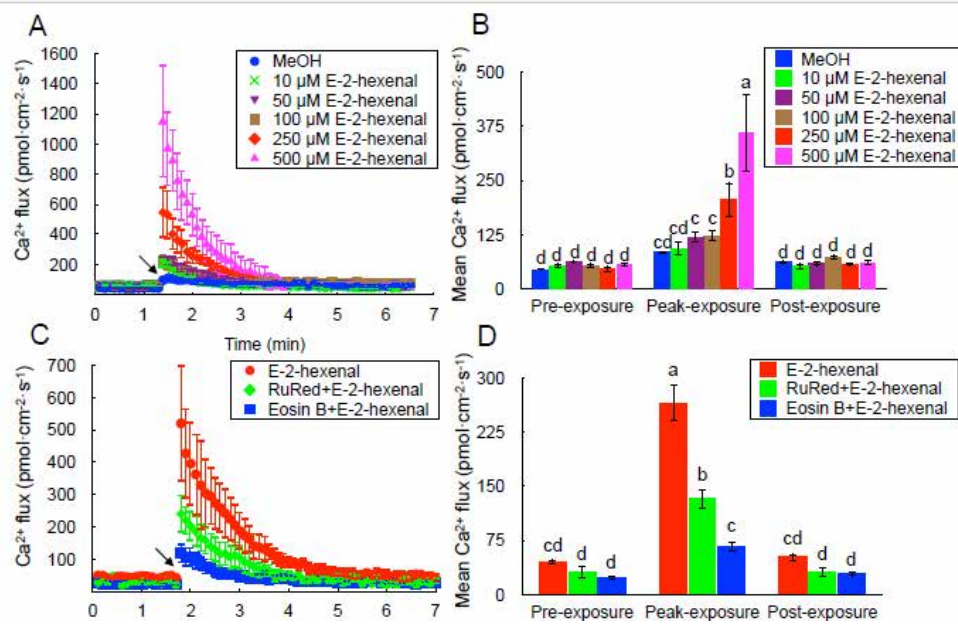 A
Ca²⁺ flux (pmol·cm⁻²·s⁻¹)
1600
1400
1200
1000
800
600
400
200
MeOH
10 µM E-2-hexenal
50 µM E-2-hexenal
100 µM E-2-hexenal
250 µM E-2-hexenal
500 µM E-2-hexenal
0 1 2 3 4 5 6 7
Time (min)
B
Mean Ca²⁺ flux (pmol·cm⁻²·s⁻¹)
500
375
250
125
0
MeOH
10 µM E-2-hexenal
50 µM E-2-hexenal
100 µM E-2-hexenal
250 µM E-2-hexenal
500 µM E-2-hexenal
d d d d d d
cd cd c c b a
d d d d d d
Pre-exposure Peak-exposure Post-exposure
C
Ca²⁺ flux (pmol·cm⁻²·s⁻¹)
700
600
500
400
300
200
100
E-2-hexenal
RuRed+E-2-hexenal
Eosin B+E-2-hexenal
0 1 2 3 4 5 6 7
D
Mean Ca²⁺ flux (pmol·cm⁻²·s⁻¹)
300
225
150
75
0
E-2-hexenal
RuRed+E-2-hexenal
Eosin B+E-2-hexenal
cd d d
a b c
cd d d
Pre-exposure Peak-exposure Post-exposure